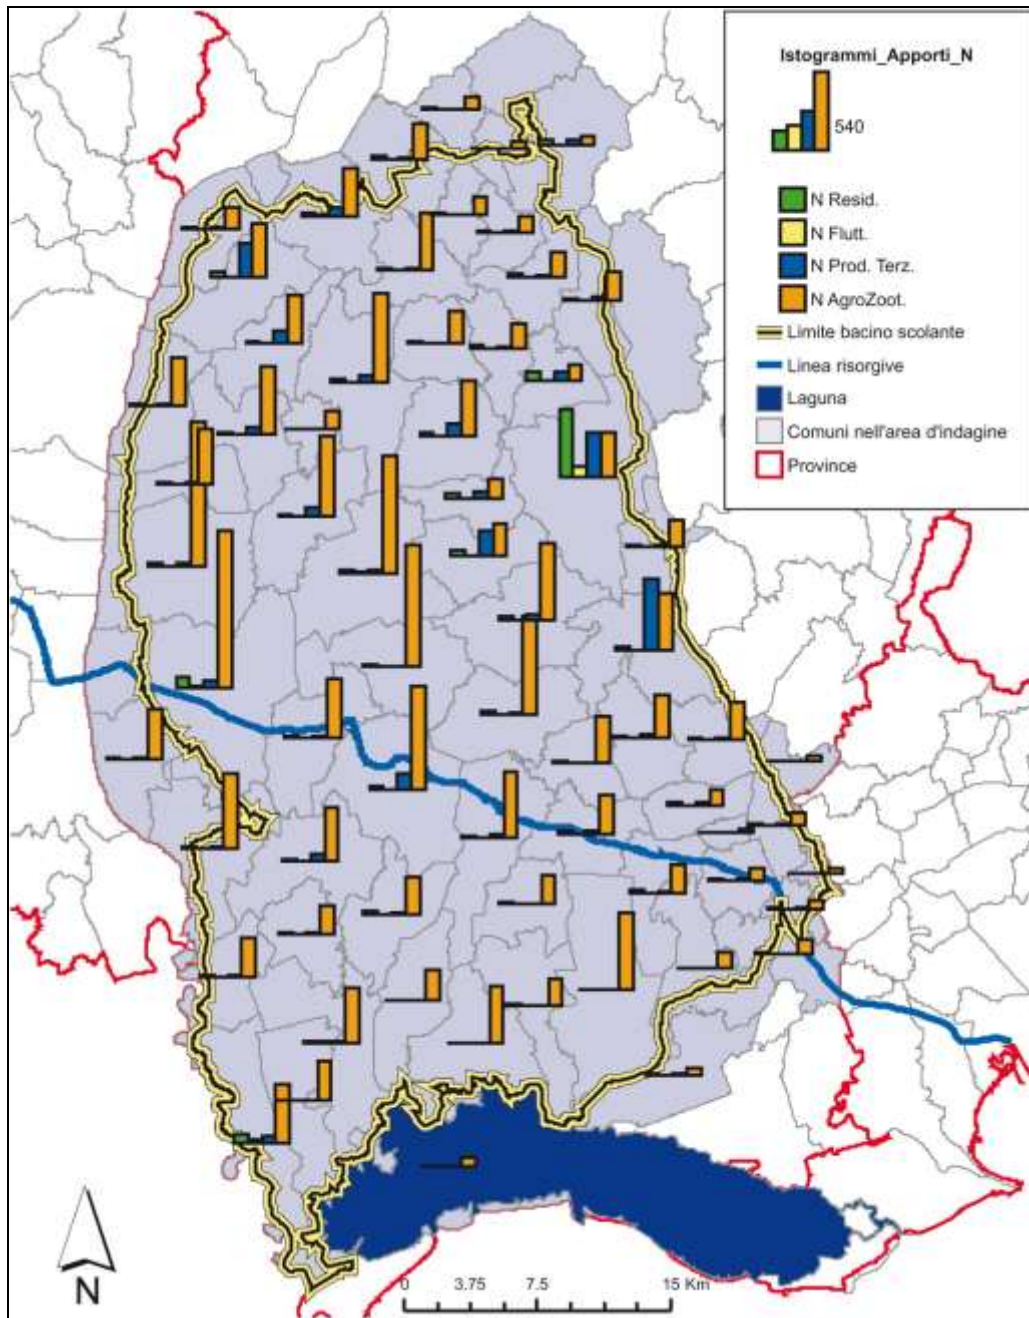 Istogrammi_Apporti_N
540
N Resid.
N Flutt.
N Prod. Terz.
N AgroZoot.
Limite bacino scolante
Linea risorgive
Laguna
Comuni nell'area d'indagine
Province
N
0 3.75 7.5 15 Km